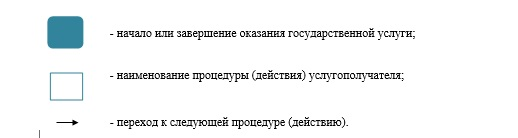 - начало или завершение оказания государственной услуги;
- наименование процедуры (действия) услугополучателя;
- переход к следующей процедуре (действию).